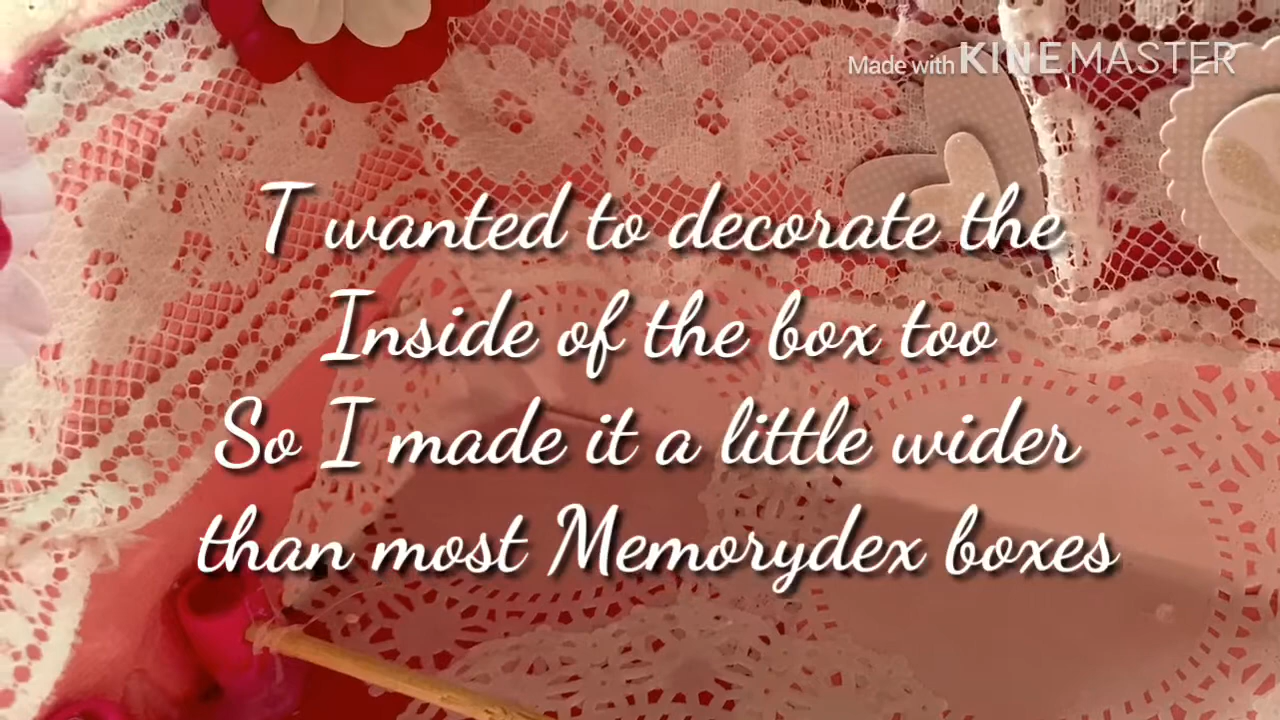 Made with KINEMASTER
I wanted to decorate the
Inside of the box too
So I made it a little wider
than most Memorydex boxes